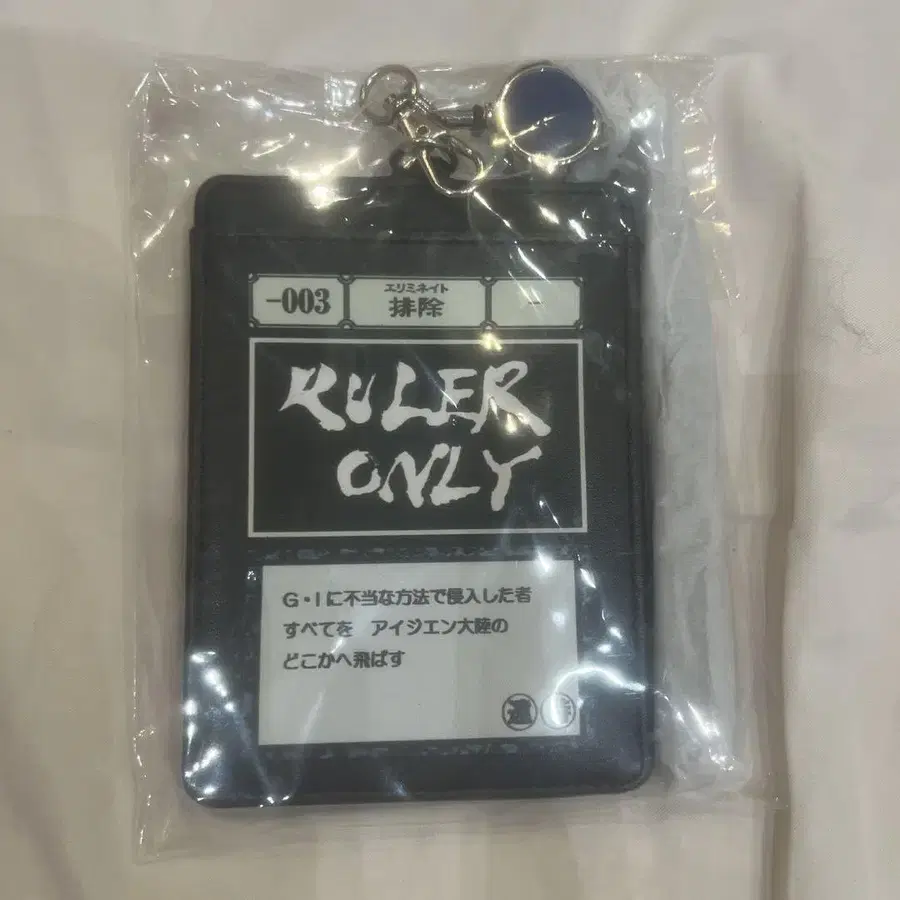 -003
エリミネイト
排除
-
RULER
ONLY
G・Iに不当な方法で侵入した者
すべてを アイジエン大陸の
どこかへ飛ばす